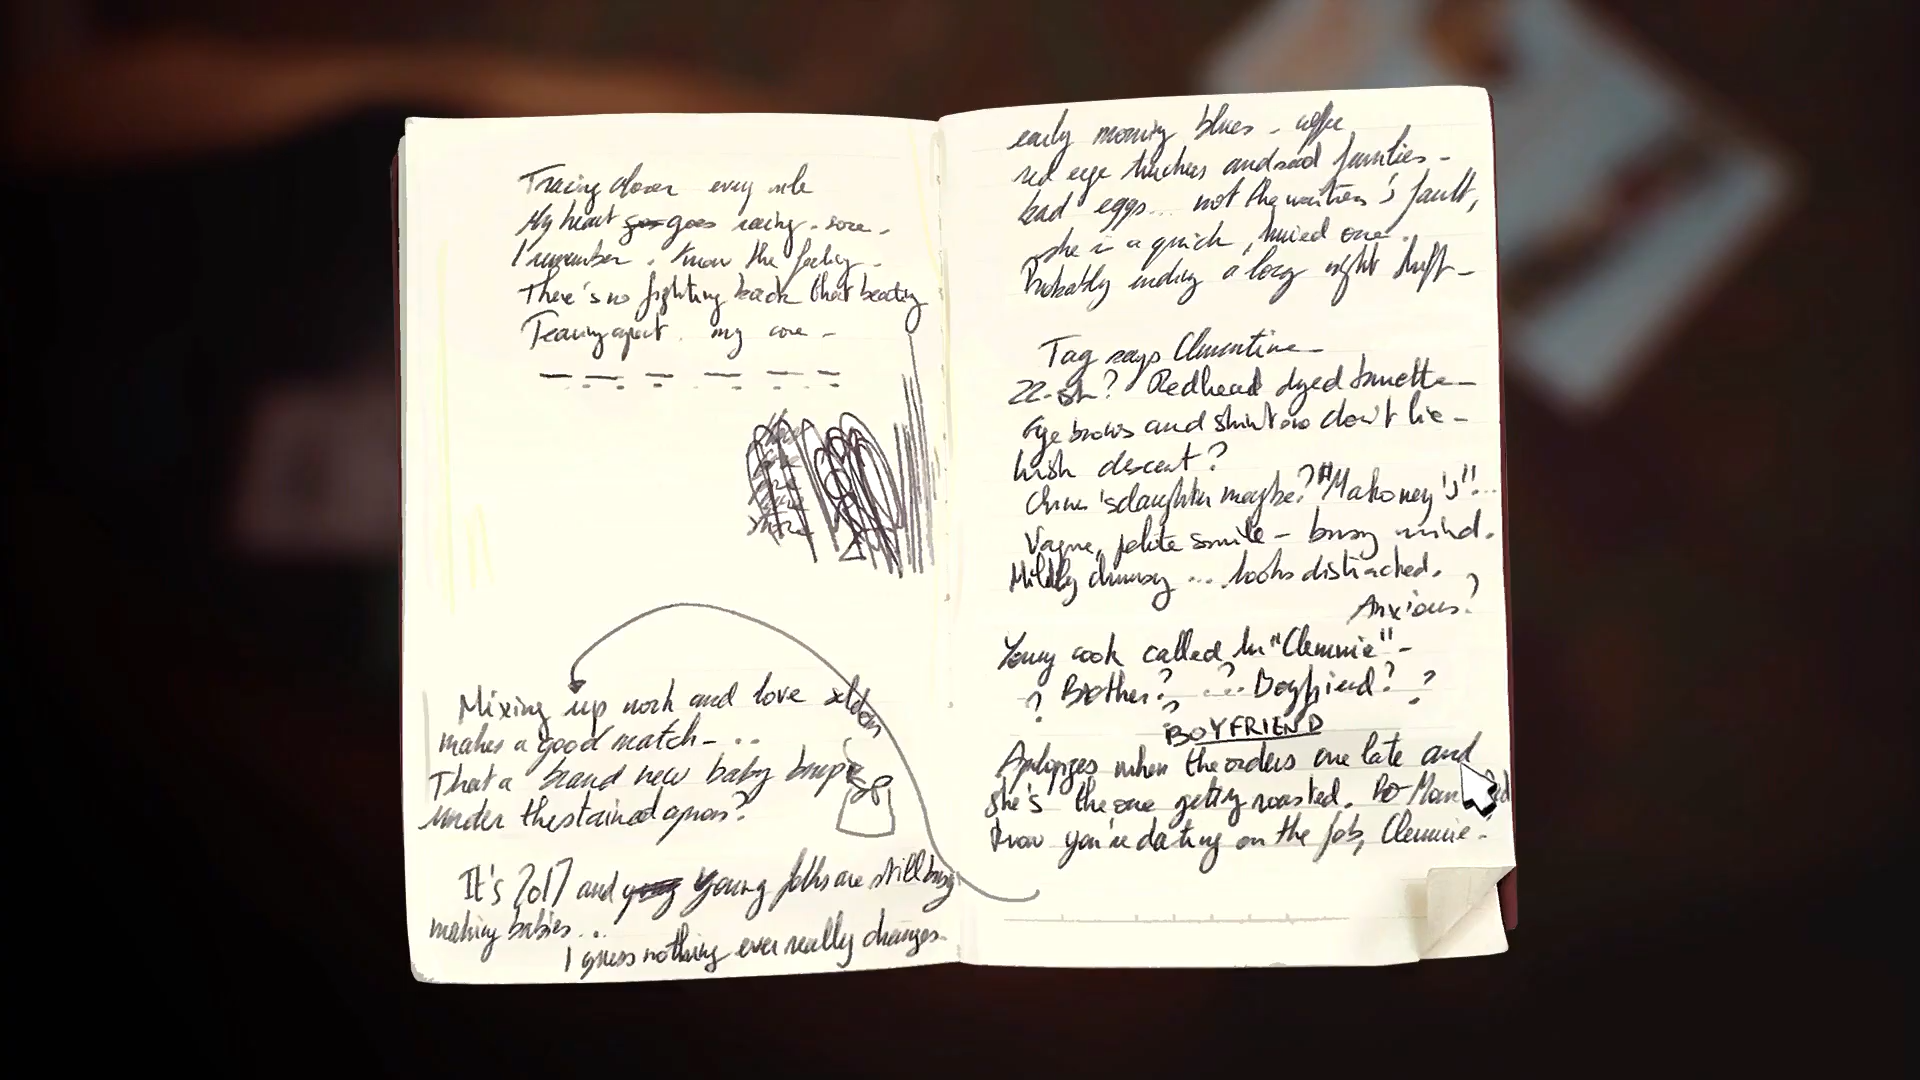 Tracing closer every mile
My heart goes goes racing. sore.
I remember. Know the feeling.
There's no fighting back that beating
Tearing apart. my core -
Mixing up work and love seldom
makes a good match - ...
That a brand new baby bump
under the stained apron?
It's 2017 and young young folks are still busy
making babies...
I guess nothing ever really changes.
early morning blues - coffee
red eye truckers and sad families -
bad eggs... not the waitress's fault,
she is a quick, one.
Probably ending a long night shift -
Tag says Clementine -
22-ish? Redhead dyed brunette -
Eye brows and skin too don't lie -
Irish descent?
Owner's daughter maybe? "Mahoney's"...
Vague, polite smile - busy mind.
Mildly clumsy ... looks distracted.
Anxious?
Young cook called her "Clemmie" -
? Brother? ...? Boyfriend? ?
BOYFRIEND
Apologizes when the orders are late and
she's the one getting roasted.
know you're dating on the job, Clemmie -